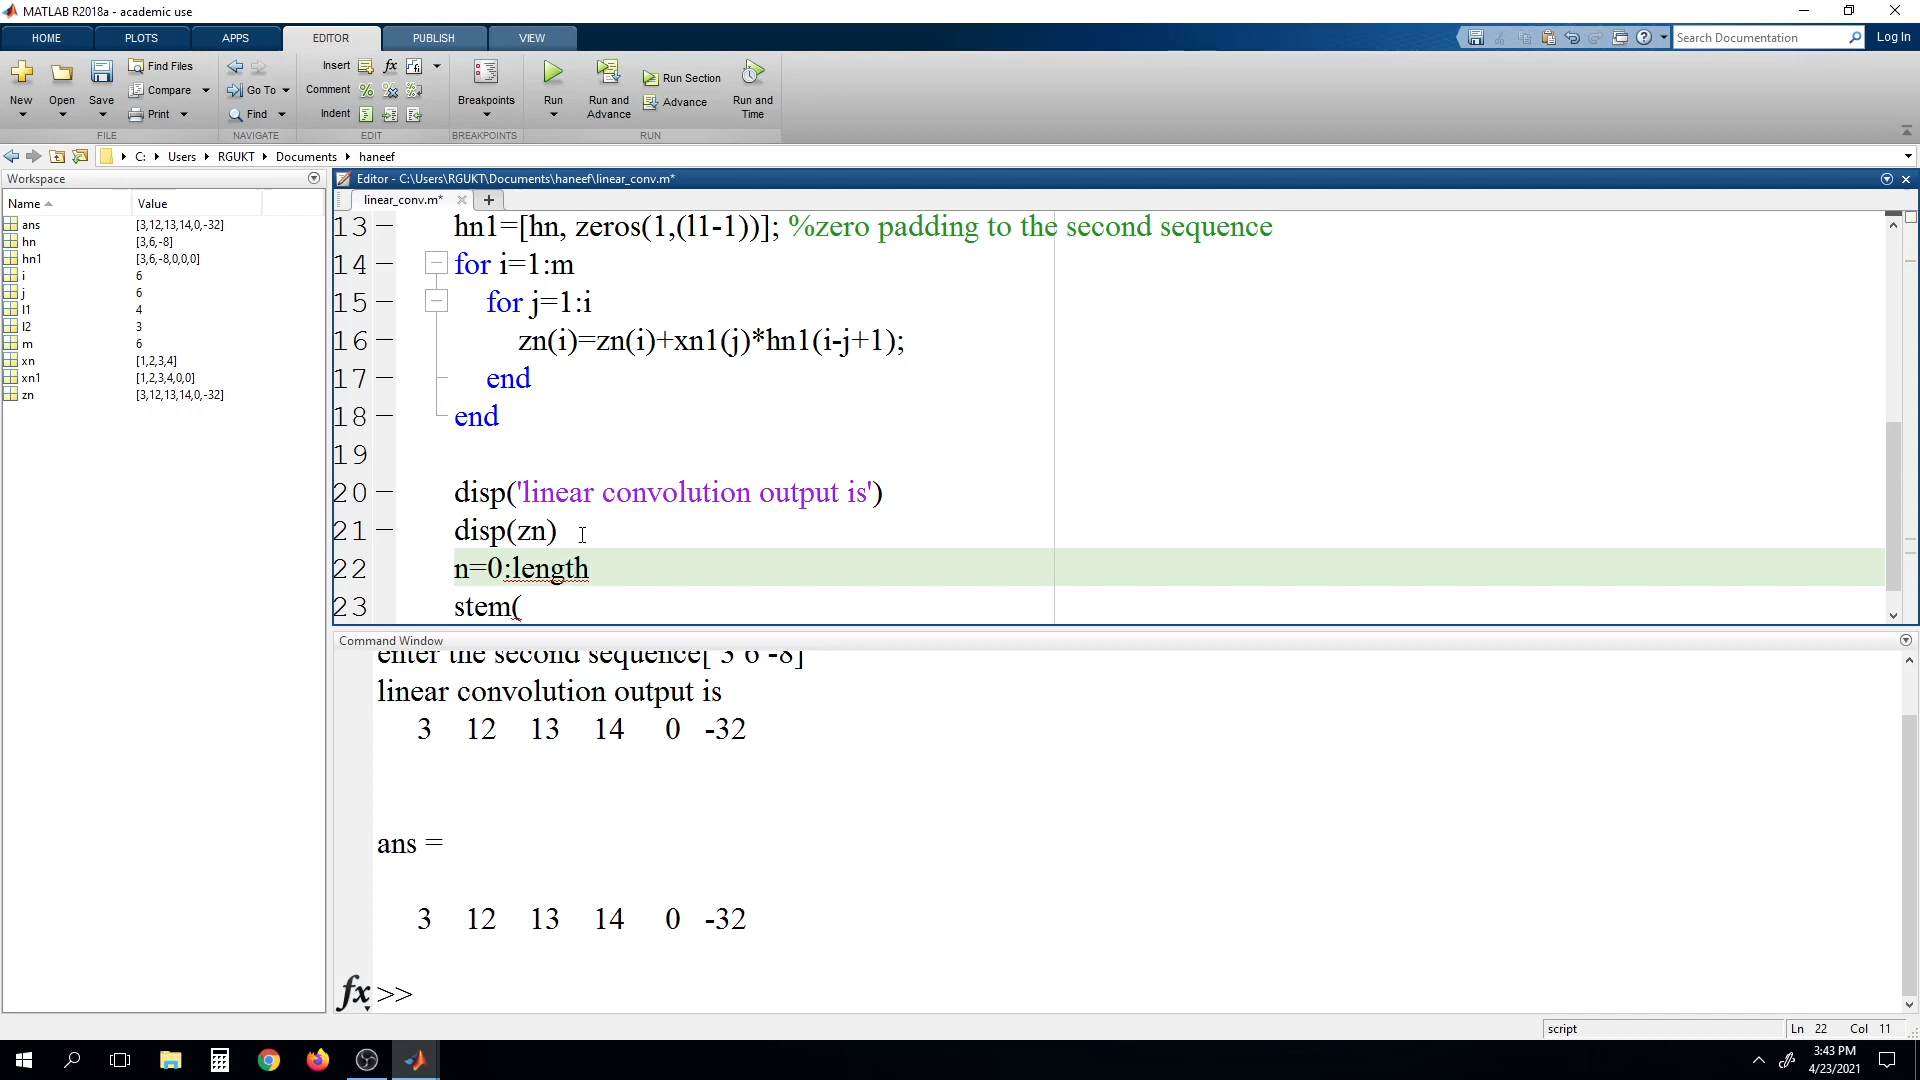 MATLAB R2018a - academic use
HOME PLOTS APPS EDITOR PUBLISH VIEW
Search Documentation Log In
New Open Save
Find Files
Compare
Print
Go To
Find
Insert fx
Comment
Indent
Breakpoints Run Run and Advance Run Section Advance Run and Time
FILE NAVIGATE EDIT BREAKPOINTS RUN
C: Users RGUKT Documents haneef
Workspace
Name Value
ans [3,12,13,14,0,-32]
hn [3,6,-8]
hn1 [3,6,-8,0,0,0]
i 6
j 6
l1 4
l2 3
m 6
xn [1,2,3,4]
xn1 [1,2,3,4,0,0]
zn [3,12,13,14,0,-32]
Editor - C:\Users\RGUKT\Documents\haneef\linear_conv.m*
linear_conv.m*
13 hn1=[hn, zeros(1,(l1-1))]; %zero padding to the second sequence
14 for i=1:m
15 for j=1:i
16 zn(i)=zn(i)+xn1(j)*hn1(i-j+1);
17 end
18 end
19
20 disp('linear convolution output is')
21 disp(zn)
22 n=0:length
23 stem(
Command Window
enter the second sequence[ 3 6 -8]
linear convolution output is
3 12 13 14 0 -32
ans =
3 12 13 14 0 -32
fx >>
script Ln 22 Col 11
3:43 PM
4/23/2021